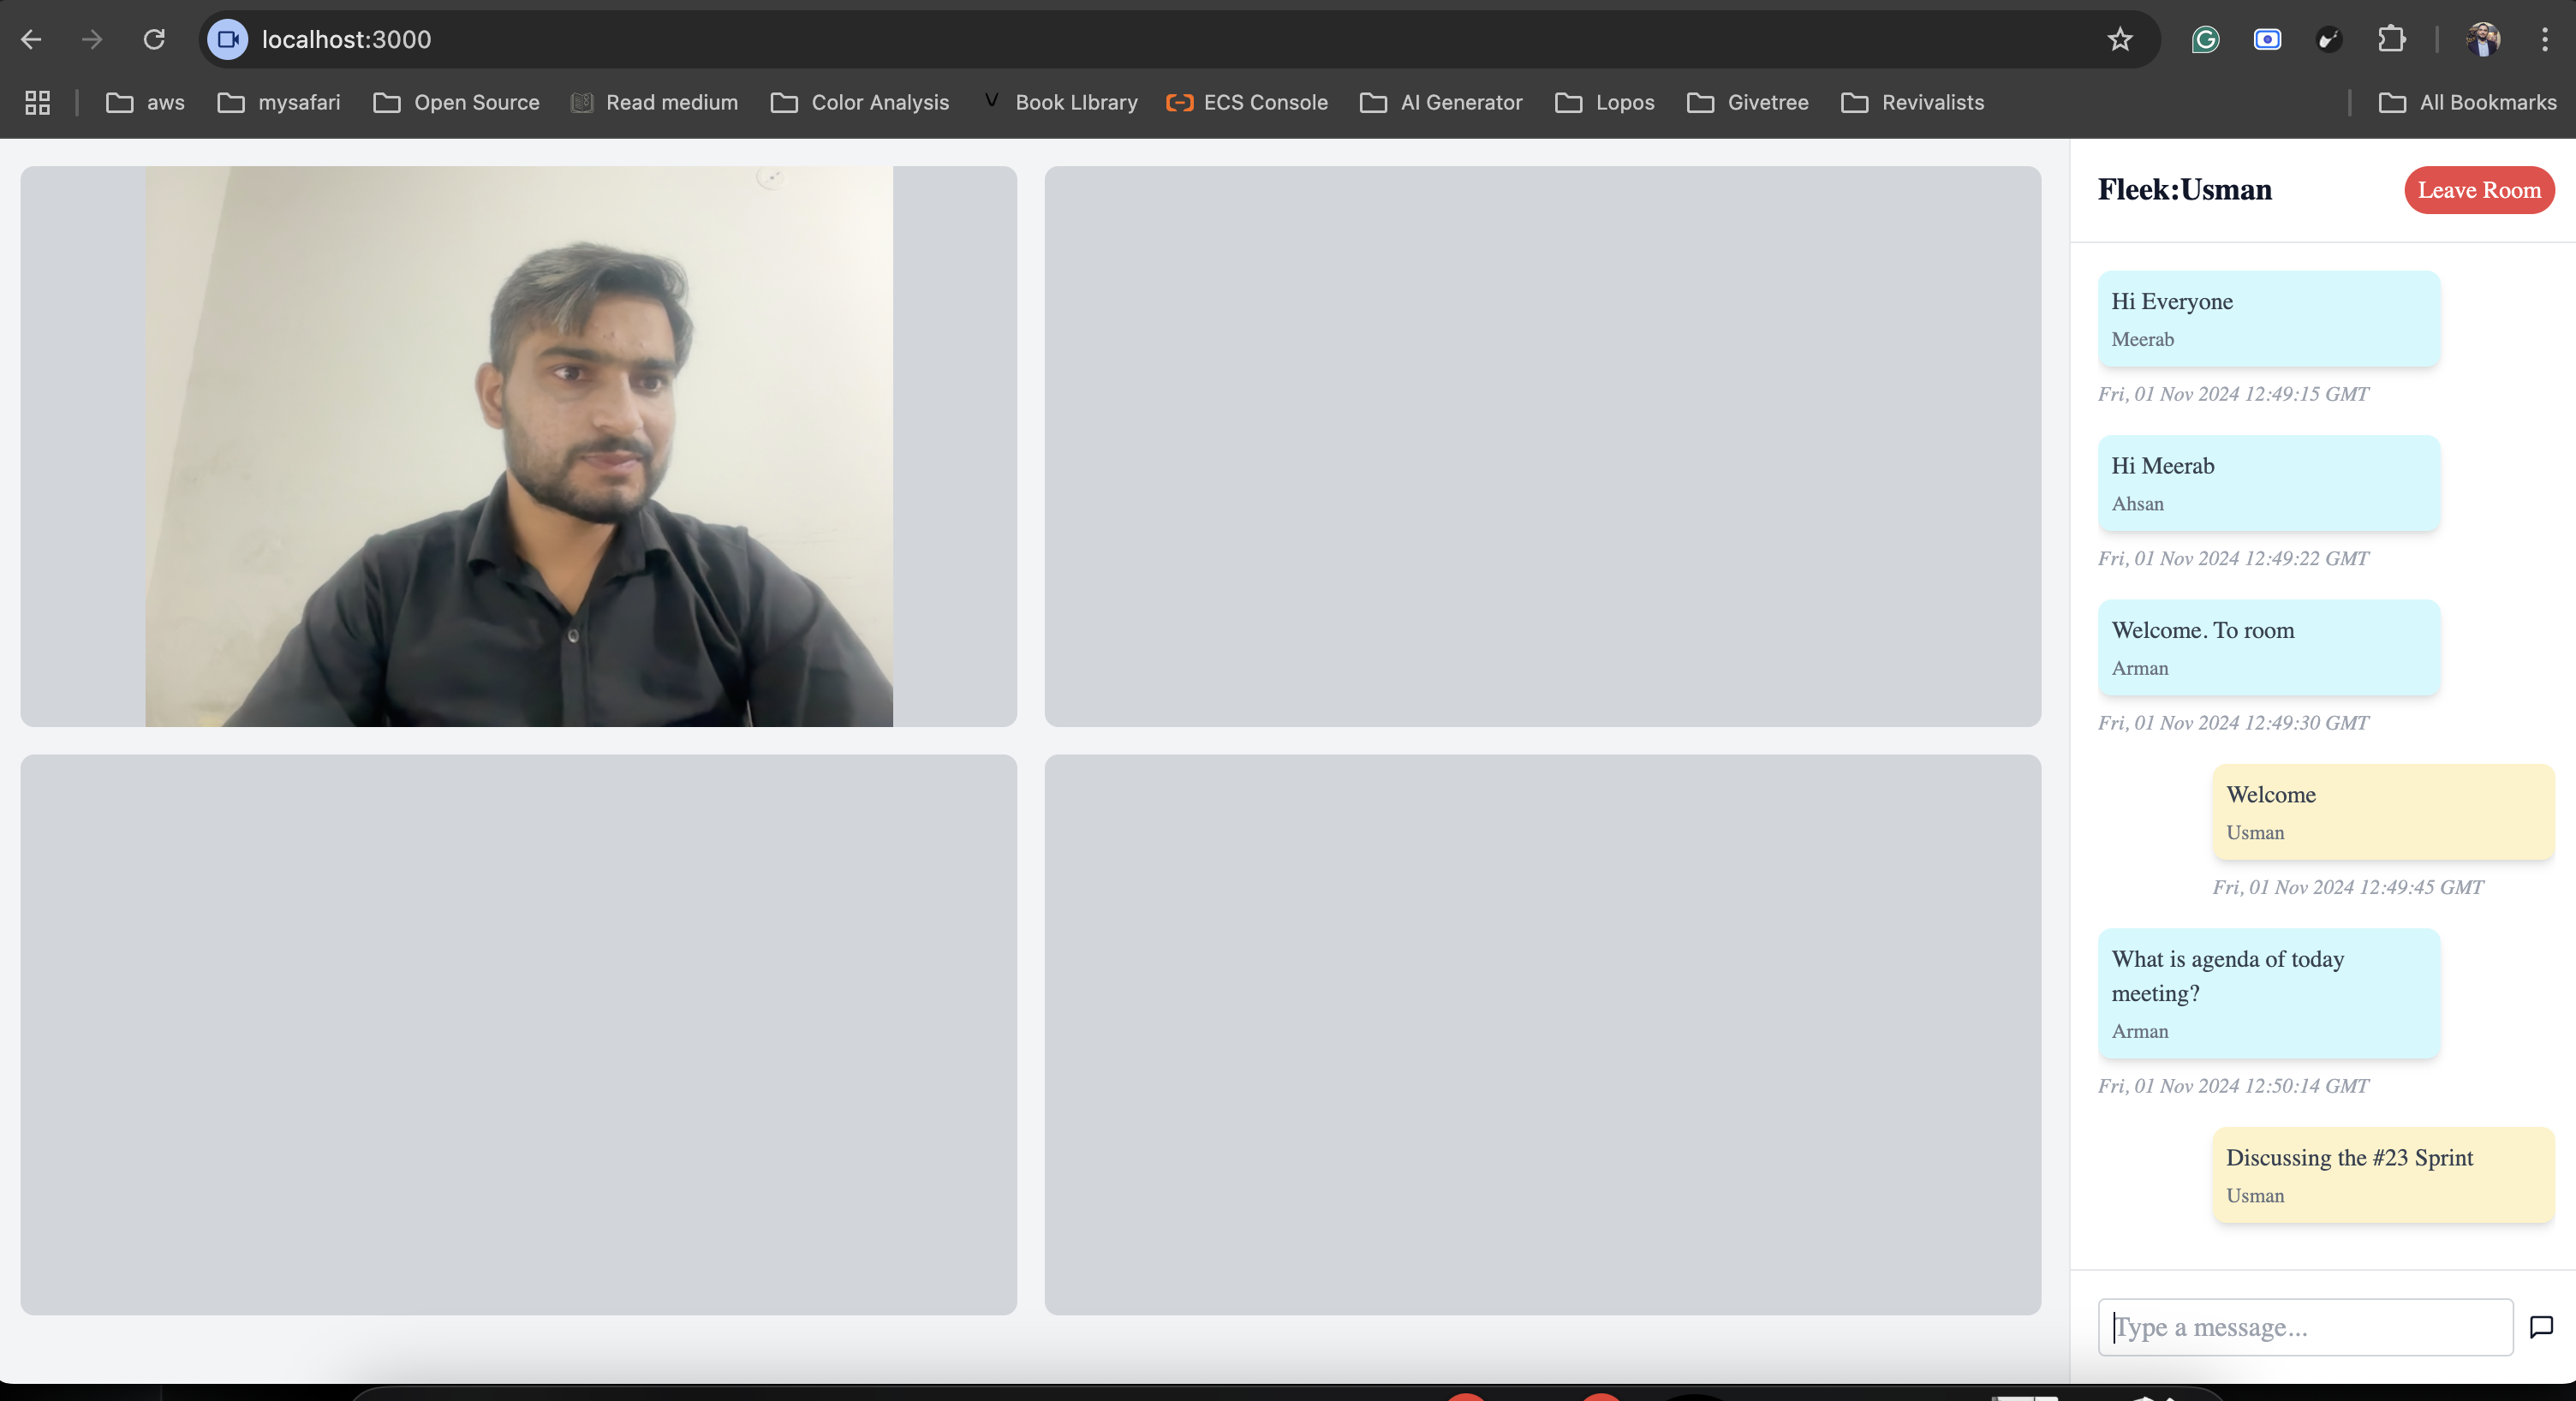 localhost:3000
aws mysafari Open Source Read medium Color Analysis Book LIbrary ECS Console AI Generator Lopos Givetree Revivalists All Bookmarks
Fleek:Usman Leave Room
Hi Everyone
Meerab
Fri, 01 Nov 2024 12:49:15 GMT
Hi Meerab
Ahsan
Fri, 01 Nov 2024 12:49:22 GMT
Welcome. To room
Arman
Fri, 01 Nov 2024 12:49:30 GMT
Welcome
Usman
Fri, 01 Nov 2024 12:49:45 GMT
What is agenda of today
meeting?
Arman
Fri, 01 Nov 2024 12:50:14 GMT
Discussing the #23 Sprint
Usman
Type a message...